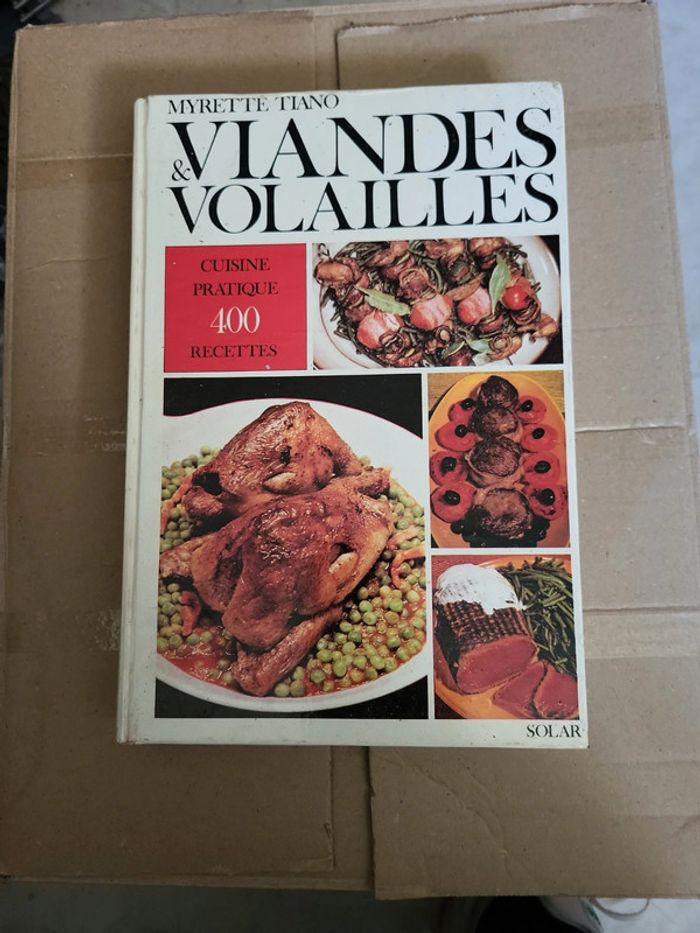 MYRETTE TIANO
VIANDES
& VOLAILLES
CUISINE
PRATIQUE
400
RECETTES
SOLAR